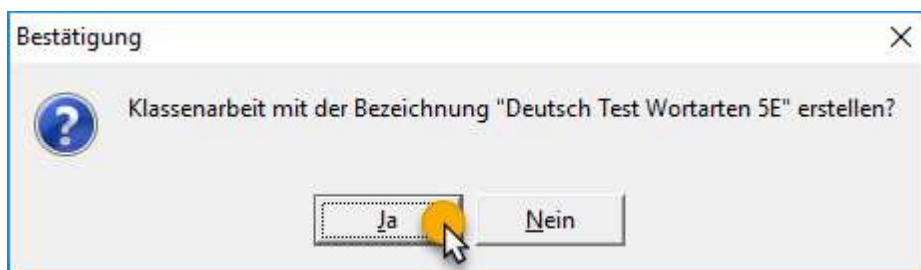 Bestätigung
Klassenarbeit mit der Bezeichnung "Deutsch Test Wortarten 5E" erstellen?
Ja
Nein